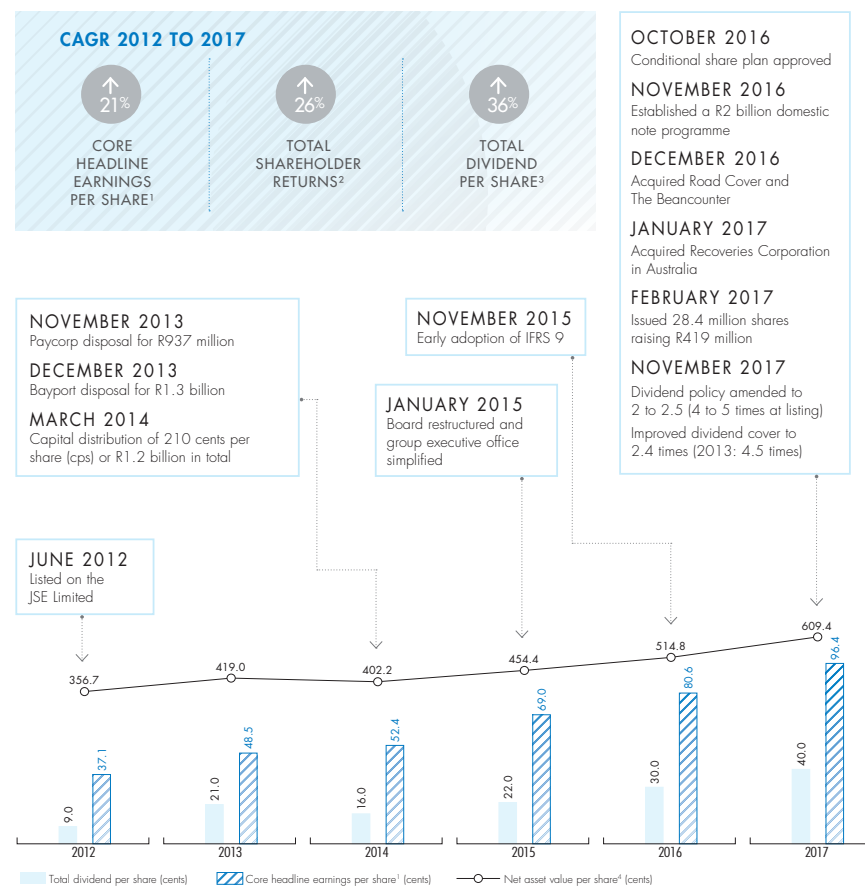 CAGR 2012 TO 2017
21%
CORE
HEADLINE
EARNINGS
PER SHARE¹
26%
TOTAL
SHAREHOLDER
RETURNS²
36%
TOTAL
DIVIDEND
PER SHARE³
OCTOBER 2016
Conditional share plan approved
NOVEMBER 2016
Established a R2 billion domestic
note programme
DECEMBER 2016
Acquired Road Cover and
The Beancounter
JANUARY 2017
Acquired Recoveries Corporation
in Australia
FEBRUARY 2017
Issued 28.4 million shares
raising R419 million
NOVEMBER 2017
Dividend policy amended to
2 to 2.5 (4 to 5 times at listing)
Improved dividend cover to
2.4 times (2013: 4.5 times)
NOVEMBER 2013
Paycorp disposal for R937 million
DECEMBER 2013
Bayport disposal for R1.3 billion
MARCH 2014
Capital distribution of 210 cents per
share (cps) or R1.2 billion in total
NOVEMBER 2015
Early adoption of IFRS 9
JANUARY 2015
Board restructured and
group executive office
simplified
JUNE 2012
Listed on the
JSE Limited
356.7
419.0
402.2
454.4
514.8
609.4
9.0
37.1
21.0
48.5
16.0
52.4
22.0
69.0
30.0
80.6
40.0
96.4
2012
2013
2014
2015
2016
2017
Total dividend per share (cents)
Core headline earnings per share¹ (cents)
Net asset value per share⁴ (cents)